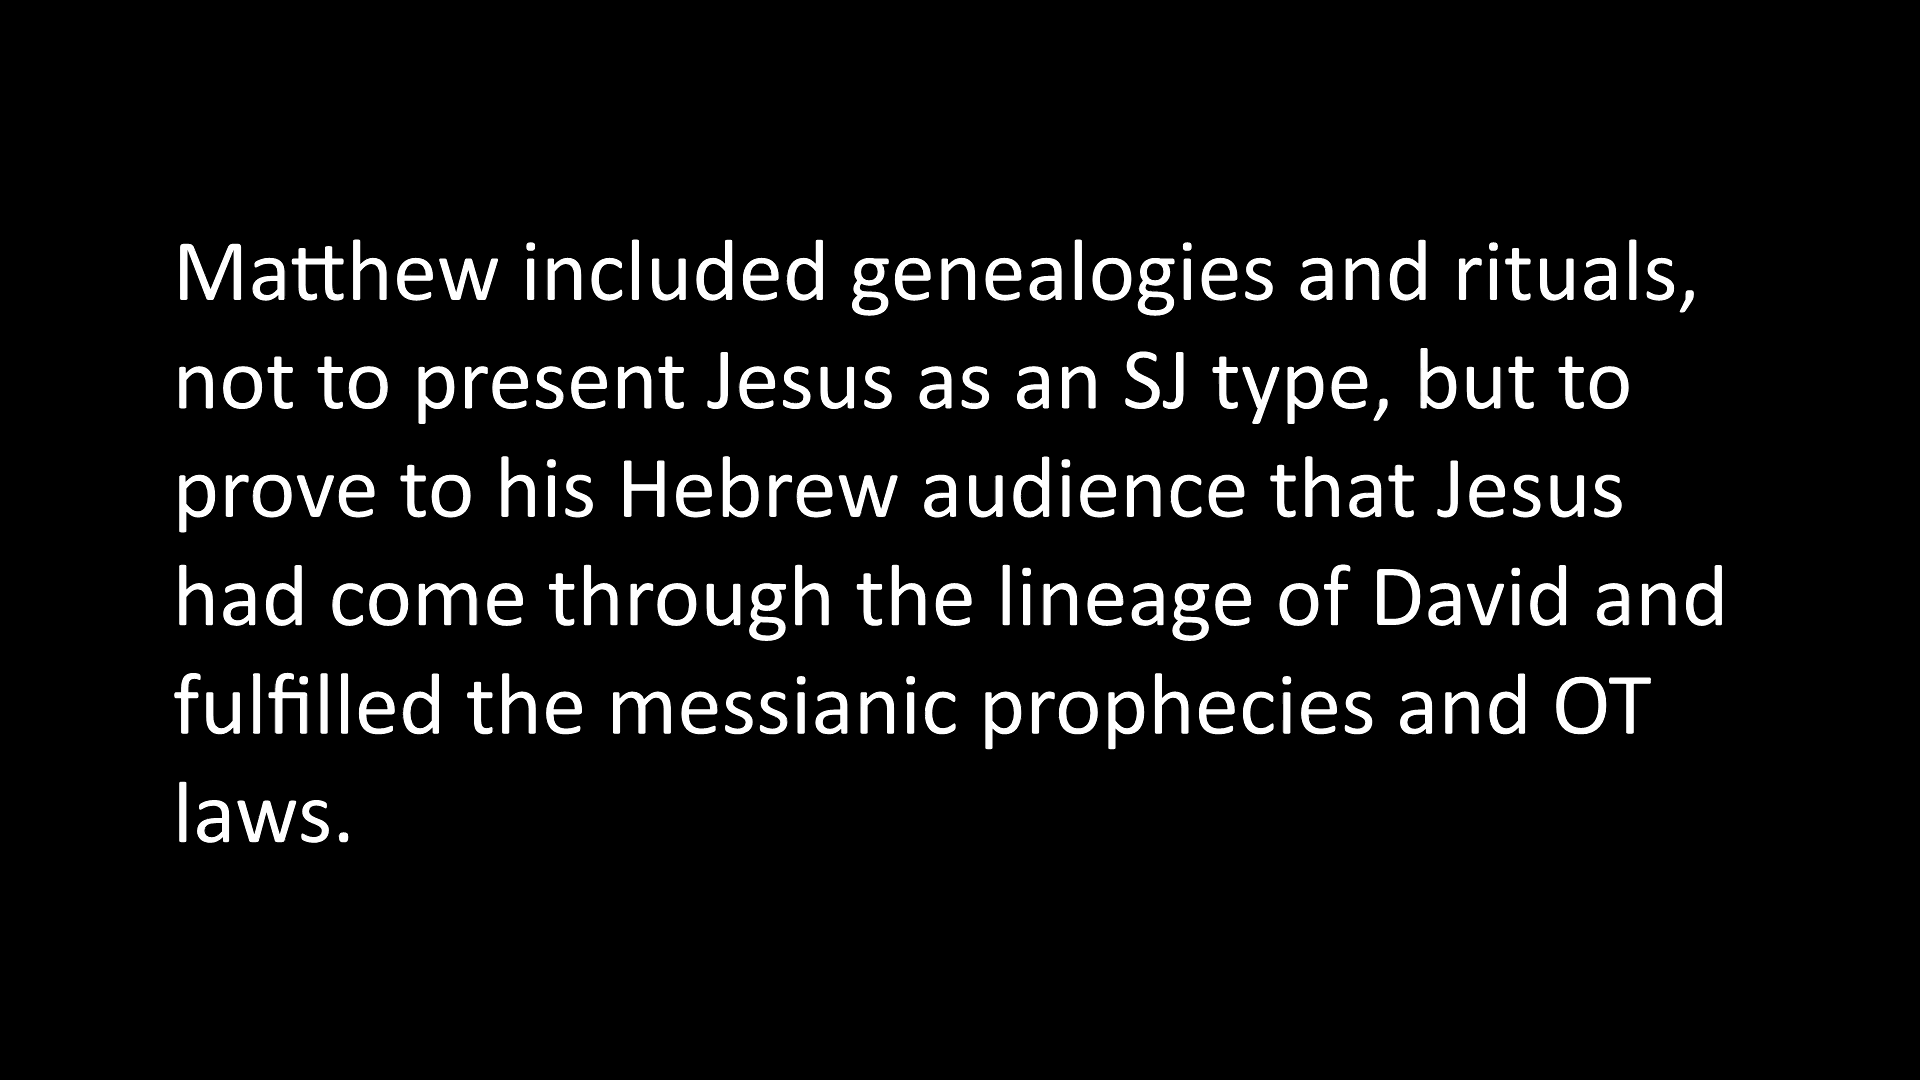 Matthew included genealogies and rituals,
not to present Jesus as an SJ type, but to
prove to his Hebrew audience that Jesus
had come through the lineage of David and
fulfilled the messianic prophecies and OT
laws.